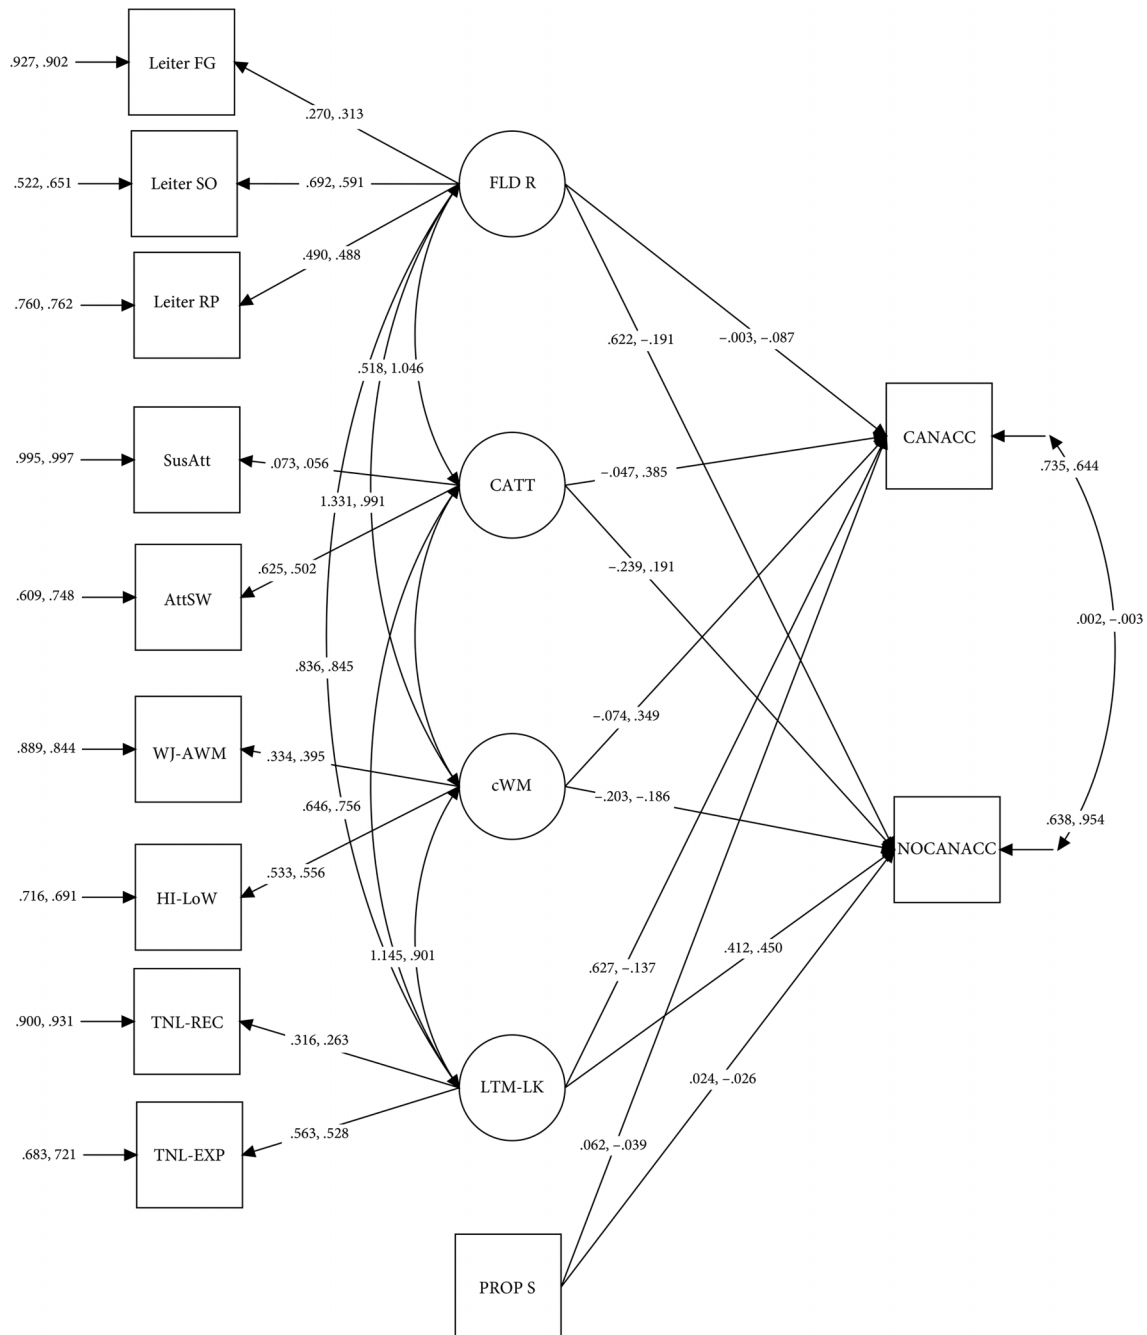 .927, .902
Leiter FG
.270, .313
.522, .651
Leiter SO
.692, .591
FLD R
.490, .488
.760, .762
Leiter RP
.622, −.191
−.003, −.087
.518, 1.046
CANACC
.995, .997
SusAtt
.073, .056
−.047, .385
.735, .644
CATT
1.331, .991
.625, .502
−.239, .191
.609, .748
AttSW
.002, −.003
.836, .845
−.074, .349
.889, .844
WJ-AWM
.334, .395
cWM
−.203, −.186
.646, .756
.638, .954
NOCANACC
.533, .556
.716, .691
HI-LoW
1.145, .901
.412, .450
.627, −.137
.900, .931
TNL-REC
.316, .263
.024, −.026
LTM-LK
.563, .528
.062, −.039
.683, 721
TNL-EXP
PROP S